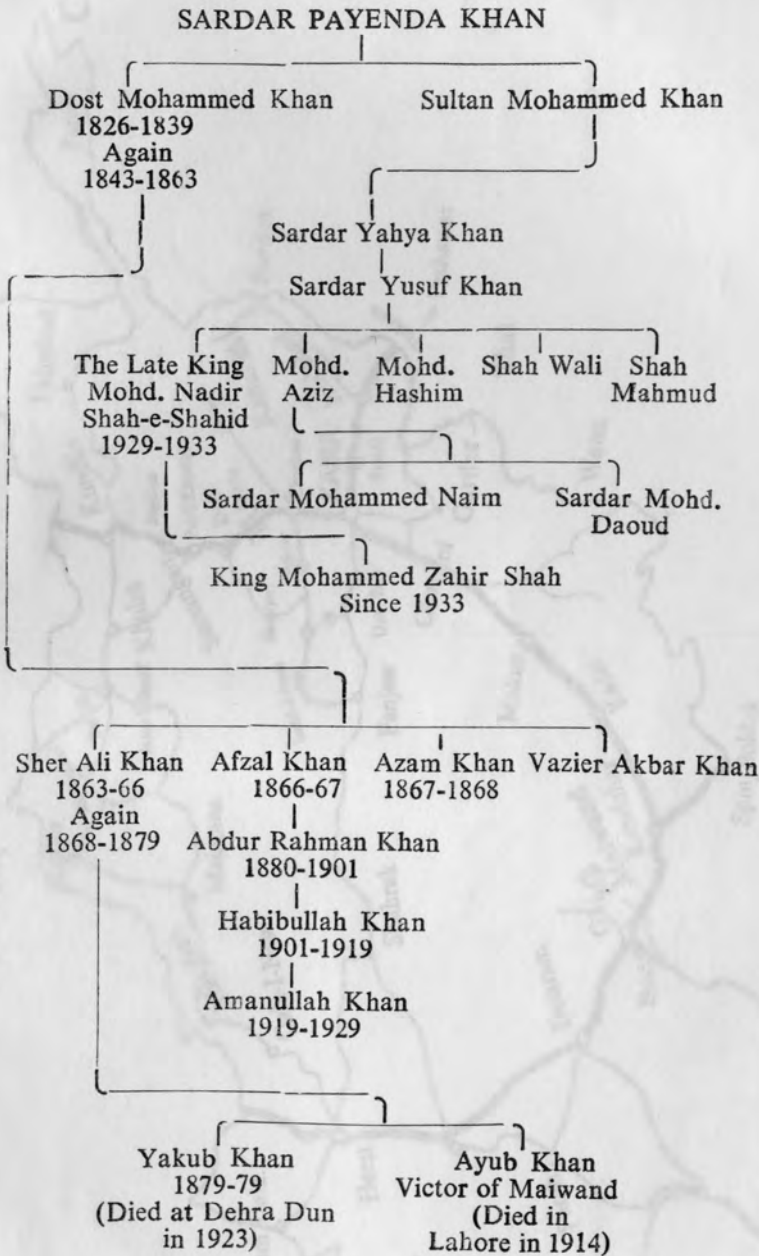 SARDAR PAYENDA KHAN
Dost Mohammed Khan
1826-1839
Again
1843-1863
Sultan Mohammed Khan
Sardar Yahya Khan
Sardar Yusuf Khan
The Late King
Mohd. Nadir
Shah-e-Shahid
1929-1933
Mohd.
Aziz
Mohd.
Hashim
Shah Wali
Shah
Mahmud
Sardar Mohammed Naim
Sardar Mohd.
Daoud
King Mohammed Zahir Shah
Since 1933
Sher Ali Khan
1863-66
Again
1868-1879
Afzal Khan
1866-67
Azam Khan
1867-1868
Vazier Akbar Khan
Abdur Rahman Khan
1880-1901
Habibullah Khan
1901-1919
Amanullah Khan
1919-1929
Yakub Khan
1879-79
(Died at Dehra Dun
in 1923)
Ayub Khan
Victor of Maiwand
(Died in
Lahore in 1914)